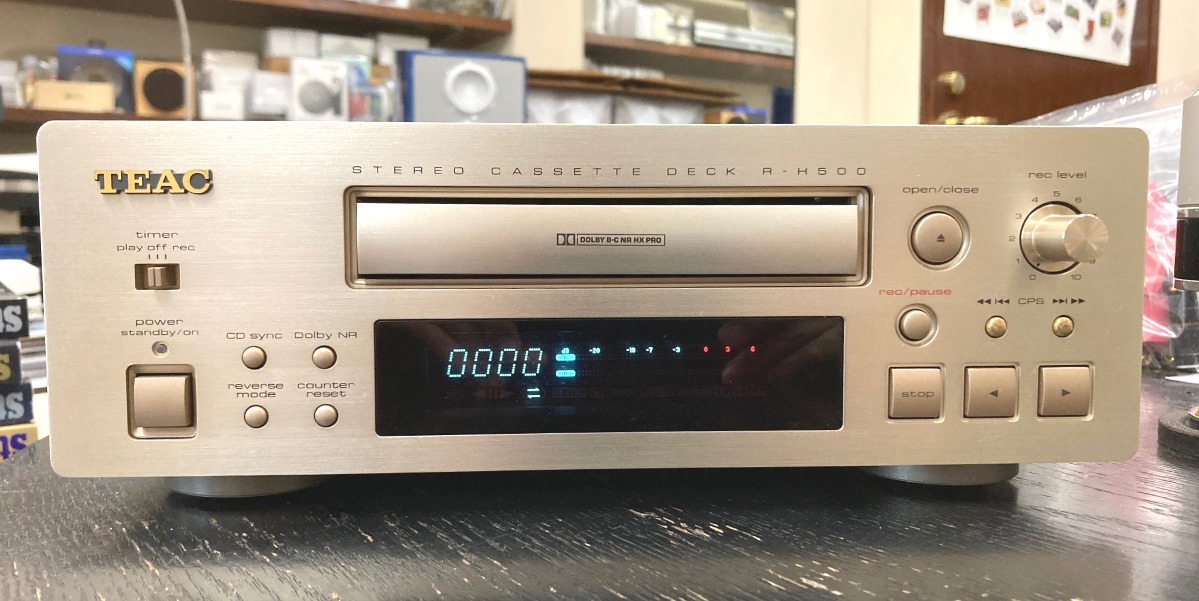 TEAC
STEREO CASSETTE DECK R-H500
timer
play off rec
DOLBY B·C NR HX PRO
open/close
rec level
0 1 2 3 4 5 6 10
rec/pause
CPS
power
standby/on
CD sync
Dolby NR
reverse
mode
counter
reset
0000
dB -20 -10 -7 -3 0 3 6
stop